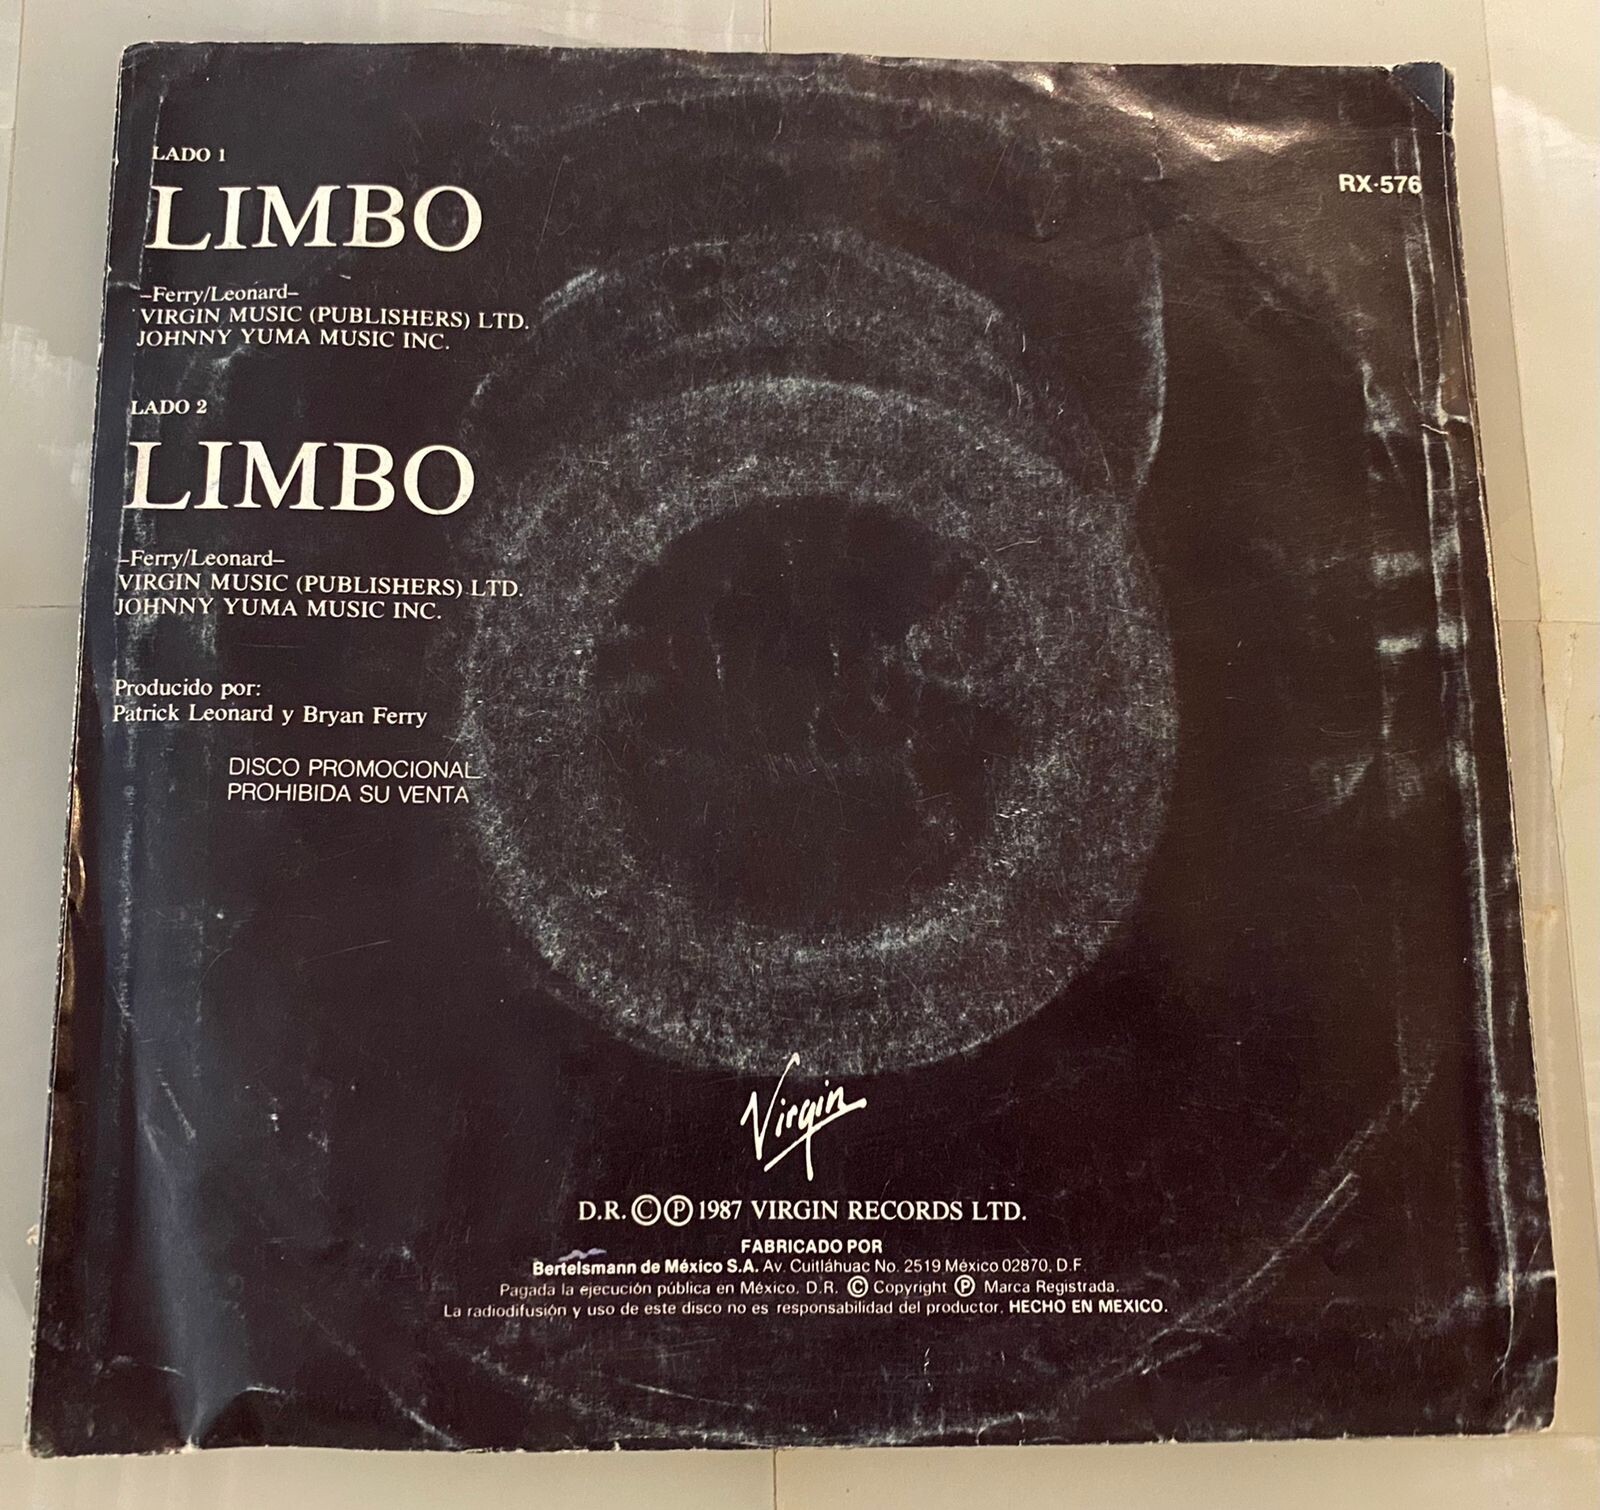 LADO 1
RX-576
LIMBO
–Ferry/Leonard–
VIRGIN MUSIC (PUBLISHERS) LTD.
JOHNNY YUMA MUSIC INC.
LADO 2
LIMBO
–Ferry/Leonard–
VIRGIN MUSIC (PUBLISHERS) LTD.
JOHNNY YUMA MUSIC INC.
Producido por:
Patrick Leonard y Bryan Ferry
DISCO PROMOCIONAL
PROHIBIDA SU VENTA
Virgin
D.R. © ℗ 1987 VIRGIN RECORDS LTD.
FABRICADO POR
Bertelsmann de México S.A. Av. Cuitláhuac No. 2519 México 02870, D.F.
Pagada la ejecución pública en México. D.R. © Copyright ℗ Marca Registrada.
La radiodifusión y uso de este disco no es responsabilidad del productor. HECHO EN MEXICO.